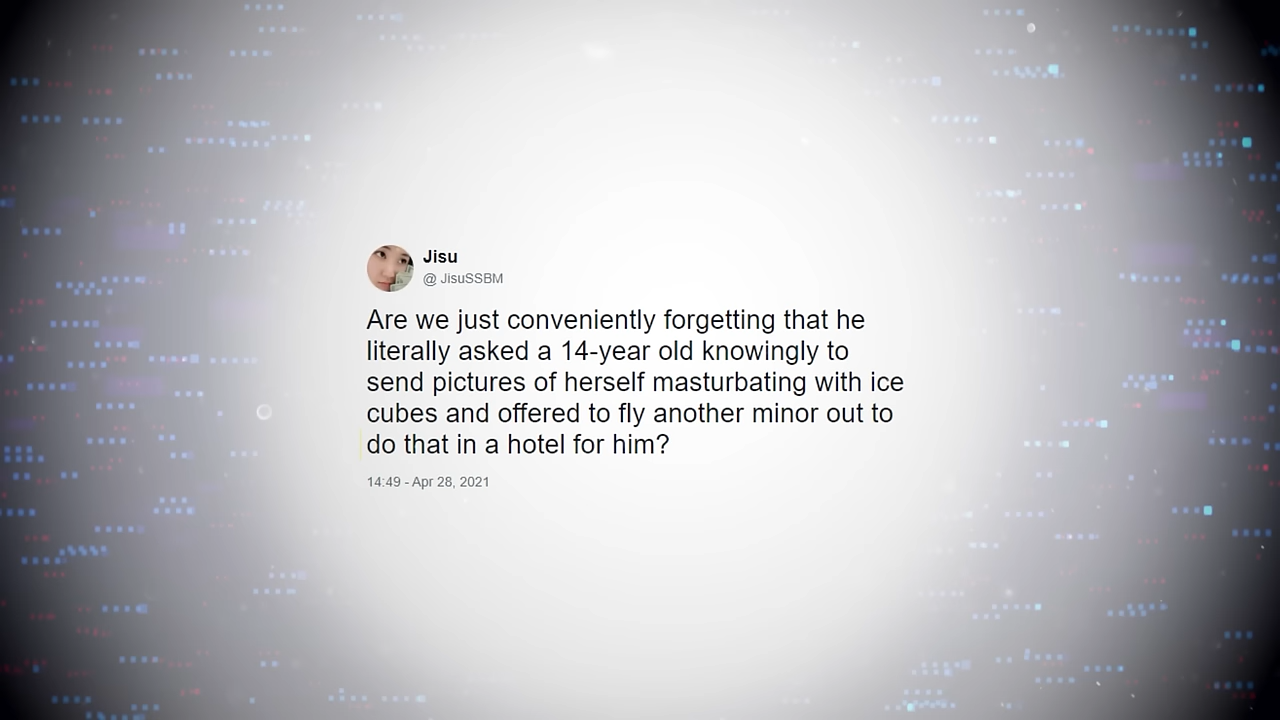 Jisu
@ JisuSSBM
Are we just conveniently forgetting that he
literally asked a 14-year old knowingly to
send pictures of herself masturbating with ice
cubes and offered to fly another minor out to
do that in a hotel for him?
14:49 - Apr 28, 2021